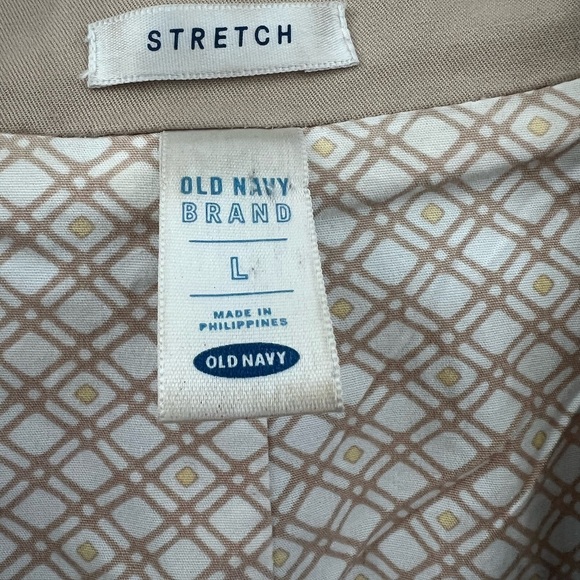 STRETCH
OLD NAVY
BRAND
L
MADE IN
PHILIPPINES
OLD NAVY